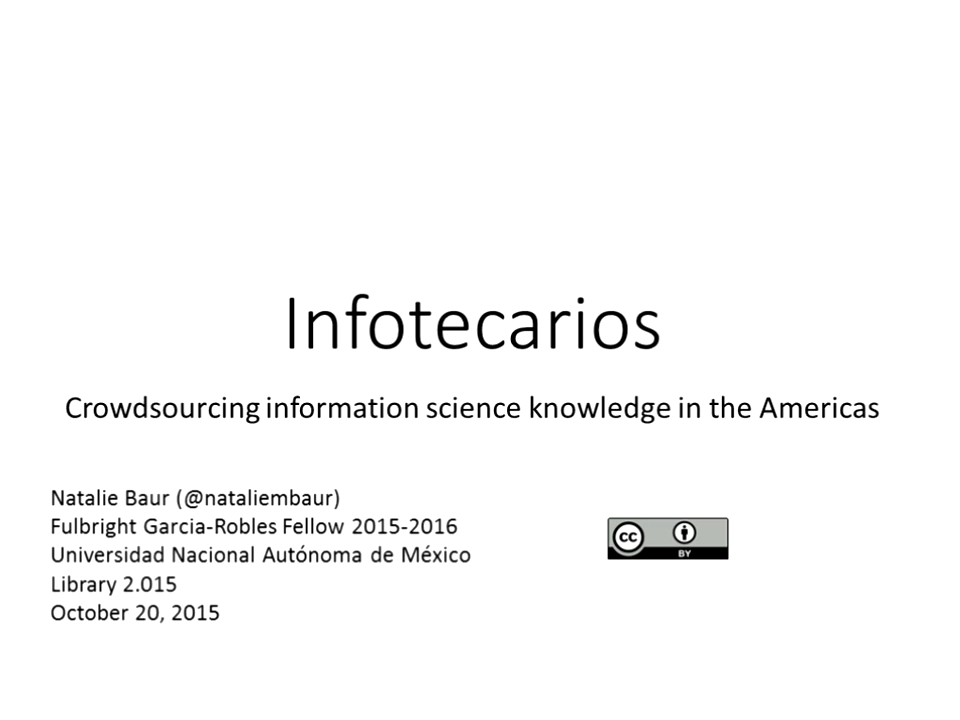 Infotecarios
Crowdsourcing information science knowledge in the Americas
Natalie Baur (@nataliembaur)
Fulbright Garcia-Robles Fellow 2015-2016
Universidad Nacional Autónoma de México
Library 2.015
October 20, 2015
cc
BY